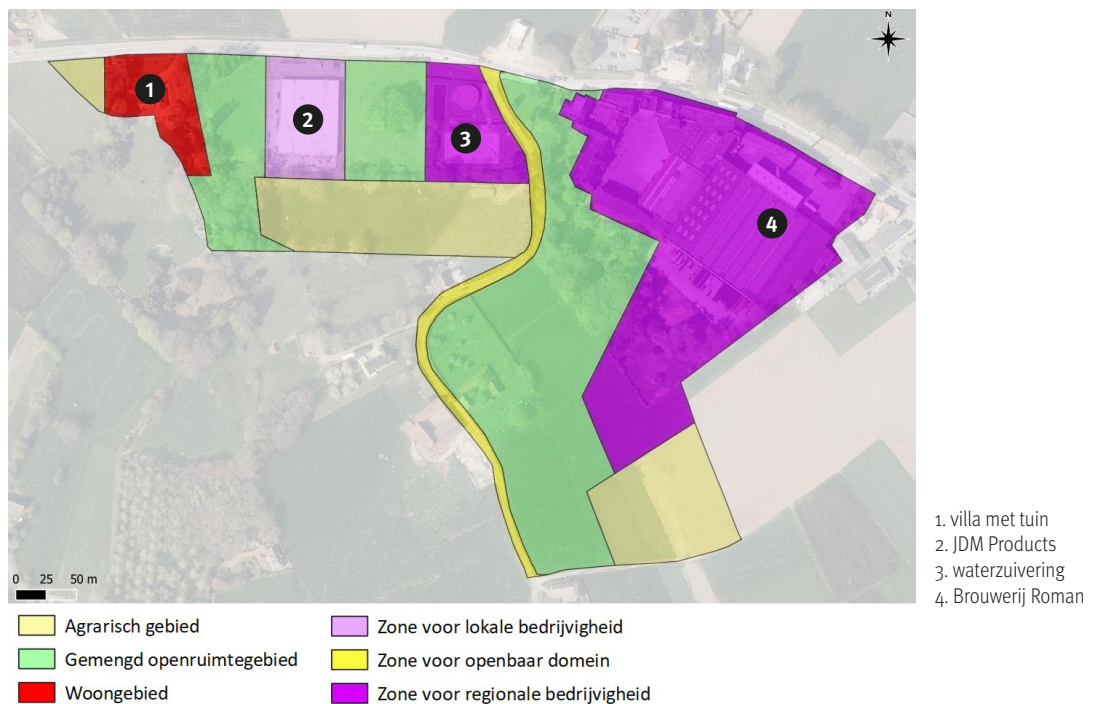 N
1
2
3
4
0 25 50 m
1. villa met tuin
2. JDM Products
3. waterzuivering
4. Brouwerij Roman
Agrarisch gebied
Gemengd openruimtegebied
Woongebied
Zone voor lokale bedrijvigheid
Zone voor openbaar domein
Zone voor regionale bedrijvigheid